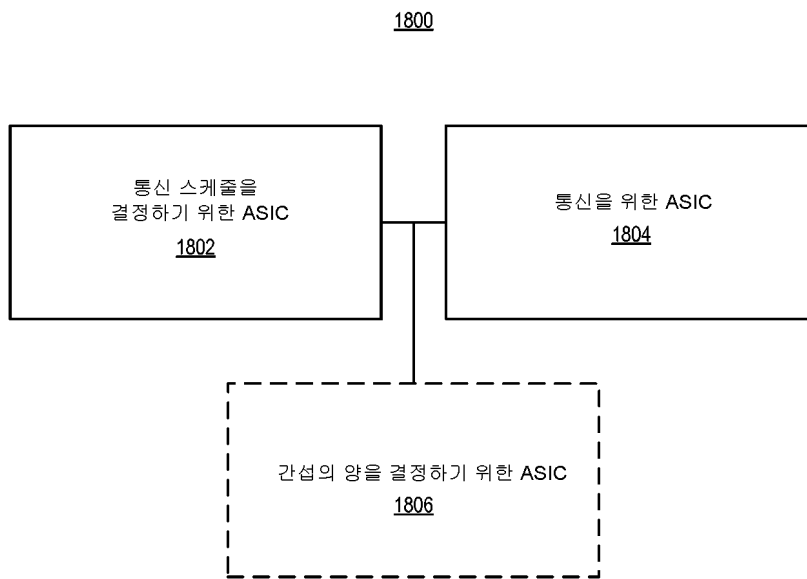 1800
통신 스케줄을
결정하기 위한 ASIC
1802
통신을 위한 ASIC
1804
간섭의 양을 결정하기 위한 ASIC
1806